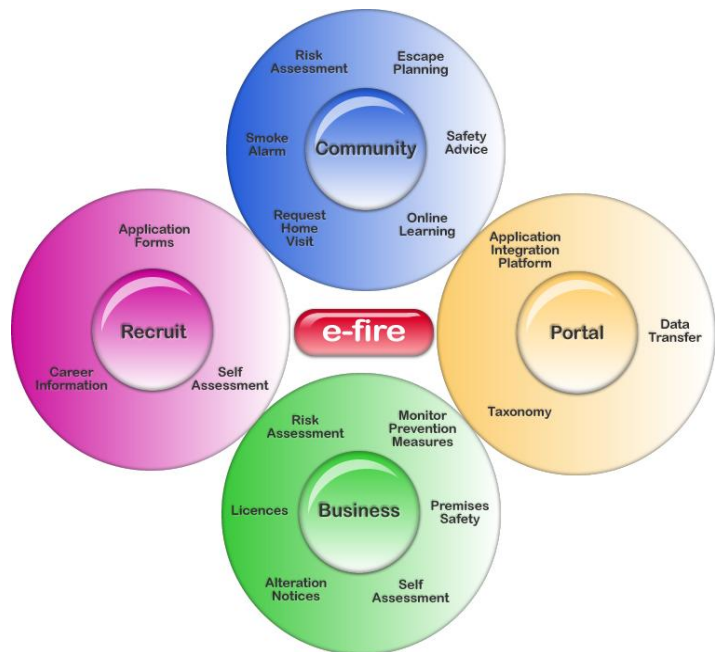 Risk
Assessment
Escape
Planning
Smoke
Alarm
Community
Safety
Advice
Request
Home
Visit
Online
Learning
Application
Forms
Recruit
Career
Information
Self
Assessment
e-fire
Application
Integration
Platform
Portal
Data
Transfer
Taxonomy
Risk
Assessment
Monitor
Prevention
Measures
Licences
Business
Premises
Safety
Alteration
Notices
Self
Assessment